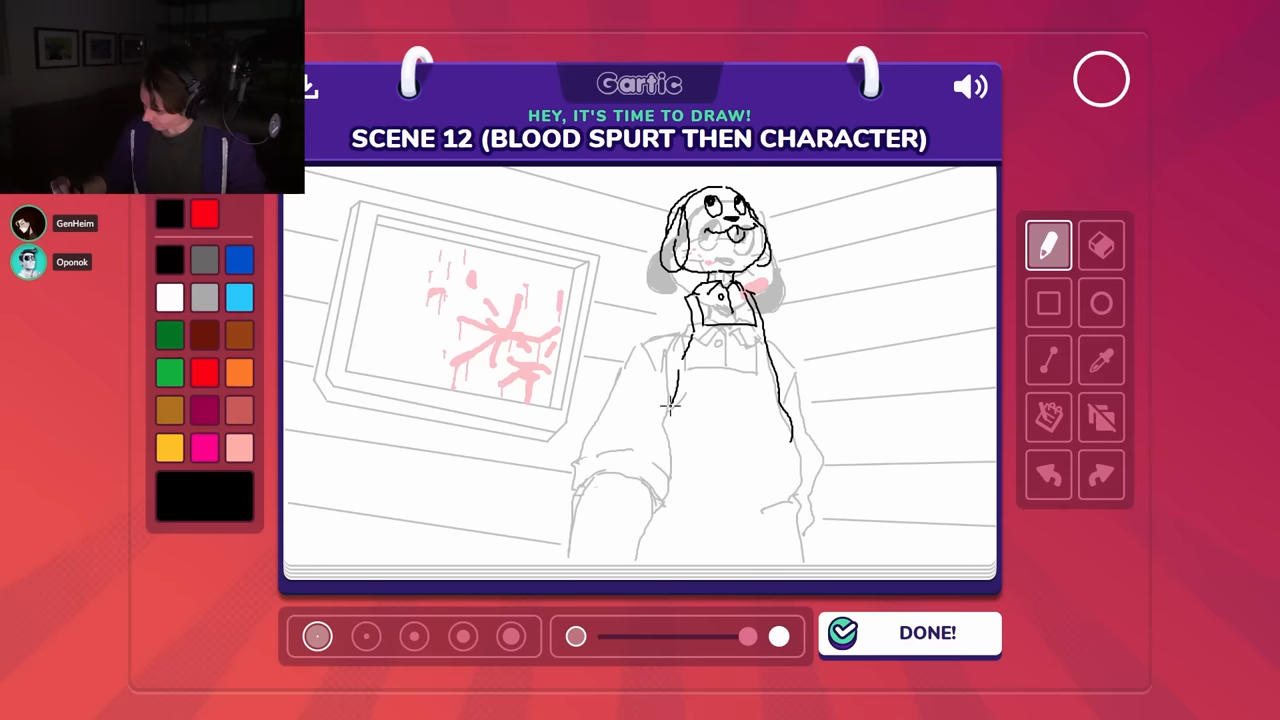 Gartic
HEY, IT'S TIME TO DRAW!
SCENE 12 (BLOOD SPURT THEN CHARACTER)
GenHeim
Oponok
DONE!